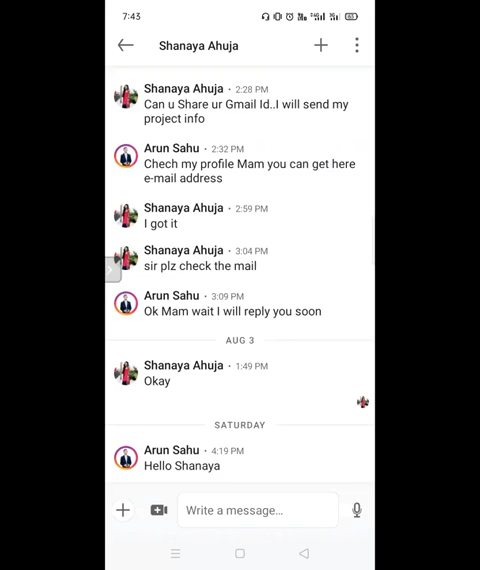 7:43
Shanaya Ahuja
Shanaya Ahuja • 2:28 PM
Can u Share ur Gmail Id..I will send my
project info
Arun Sahu • 2:32 PM
Chech my profile Mam you can get here
e-mail address
Shanaya Ahuja • 2:59 PM
I got it
Shanaya Ahuja • 3:04 PM
sir plz check the mail
Arun Sahu • 3:09 PM
Ok Mam wait I will reply you soon
AUG 3
Shanaya Ahuja • 1:49 PM
Okay
SATURDAY
Arun Sahu • 4:19 PM
Hello Shanaya
Write a message...